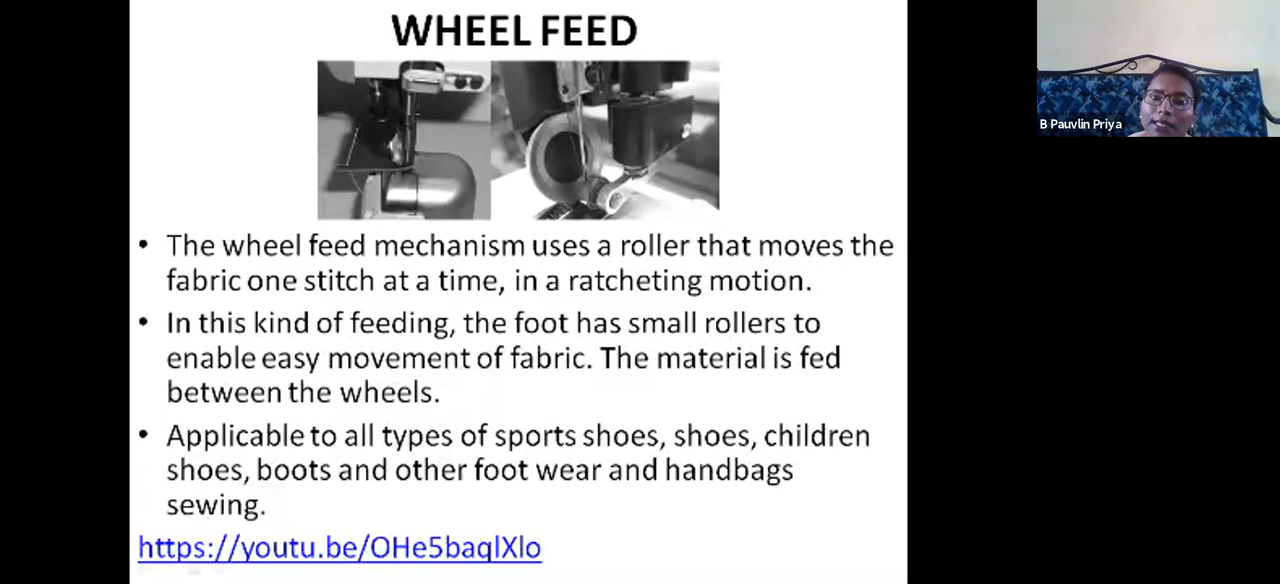 WHEEL FEED
B Pauvlin Priya
• The wheel feed mechanism uses a roller that moves the
fabric one stitch at a time, in a ratcheting motion.
• In this kind of feeding, the foot has small rollers to
enable easy movement of fabric. The material is fed
between the wheels.
• Applicable to all types of sports shoes, shoes, children
shoes, boots and other foot wear and handbags
sewing.
https://youtu.be/OHe5baqlXlo